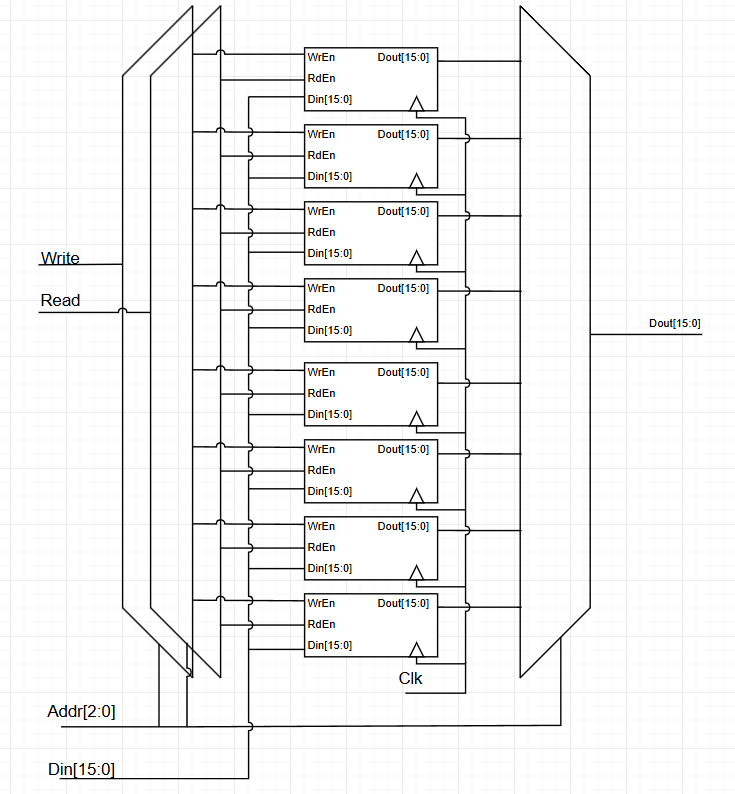 WrEn Dout[15:0]
RdEn
Din[15:0]
WrEn Dout[15:0]
RdEn
Din[15:0]
WrEn Dout[15:0]
RdEn
Din[15:0]
Write
WrEn Dout[15:0]
Read
RdEn
Din[15:0]
Dout[15:0]
WrEn Dout[15:0]
RdEn
Din[15:0]
WrEn Dout[15:0]
RdEn
Din[15:0]
WrEn Dout[15:0]
RdEn
Din[15:0]
WrEn Dout[15:0]
RdEn
Din[15:0]
Clk
Addr[2:0]
Din[15:0]